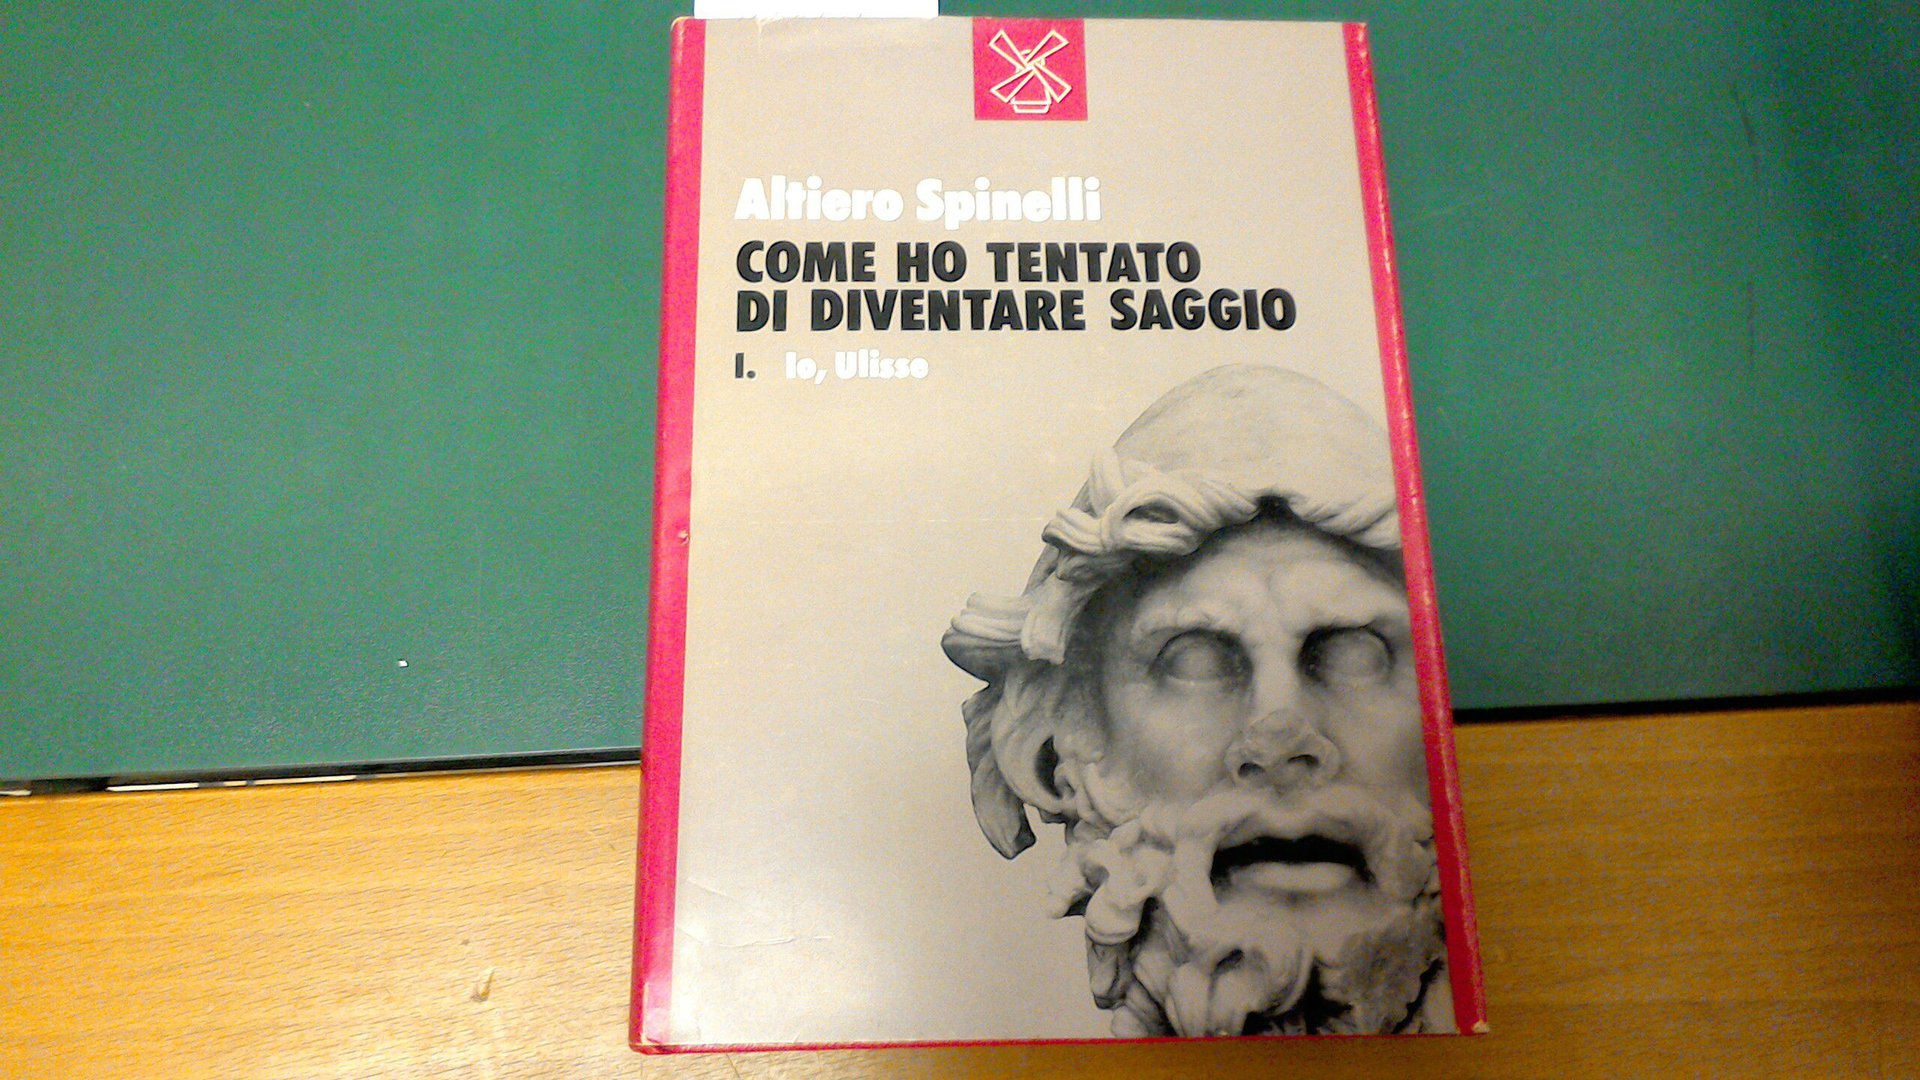 Altiero Spinelli
COME HO TENTATO
DI DIVENTARE SAGGIO
I. Io, Ulisse